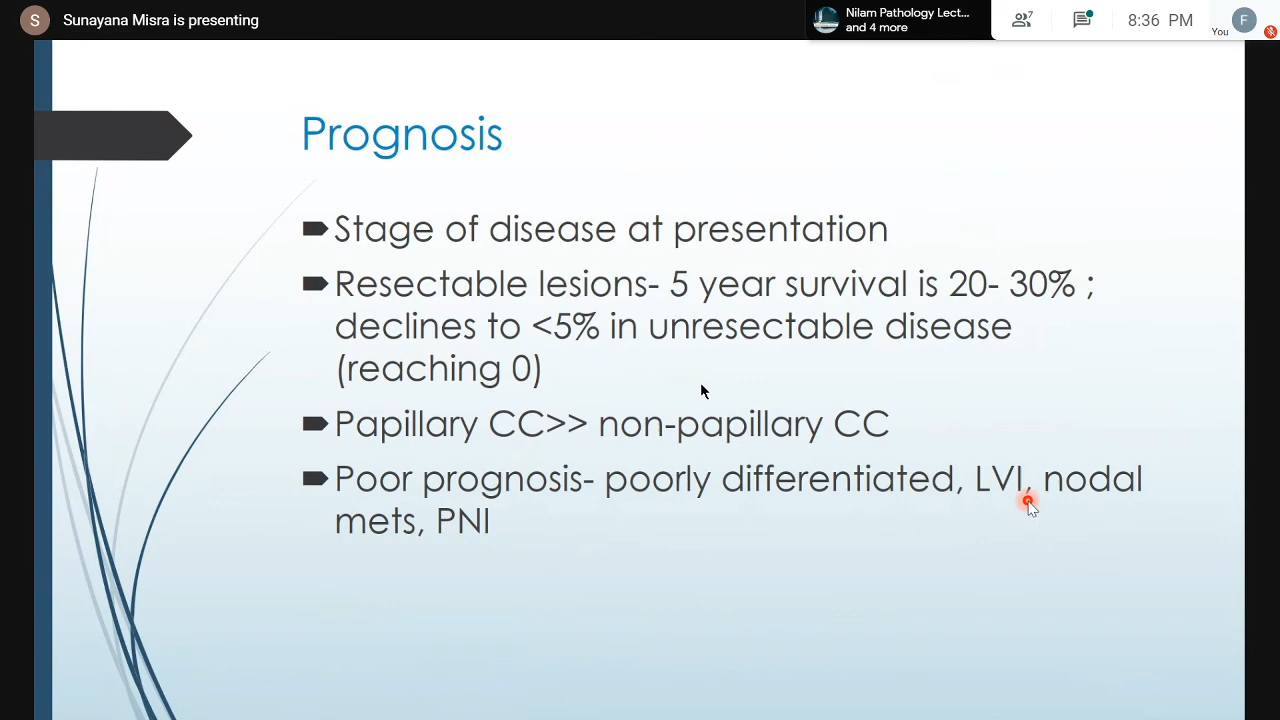 S Sunayana Misra is presenting
Nilam Pathology Lect...
and 4 more
7
8:36 PM
You
F
Prognosis
Stage of disease at presentation
Resectable lesions- 5 year survival is 20- 30% ;
declines to <5% in unresectable disease
(reaching 0)
Papillary CC>> non-papillary CC
Poor prognosis- poorly differentiated, LVI, nodal
mets, PNI